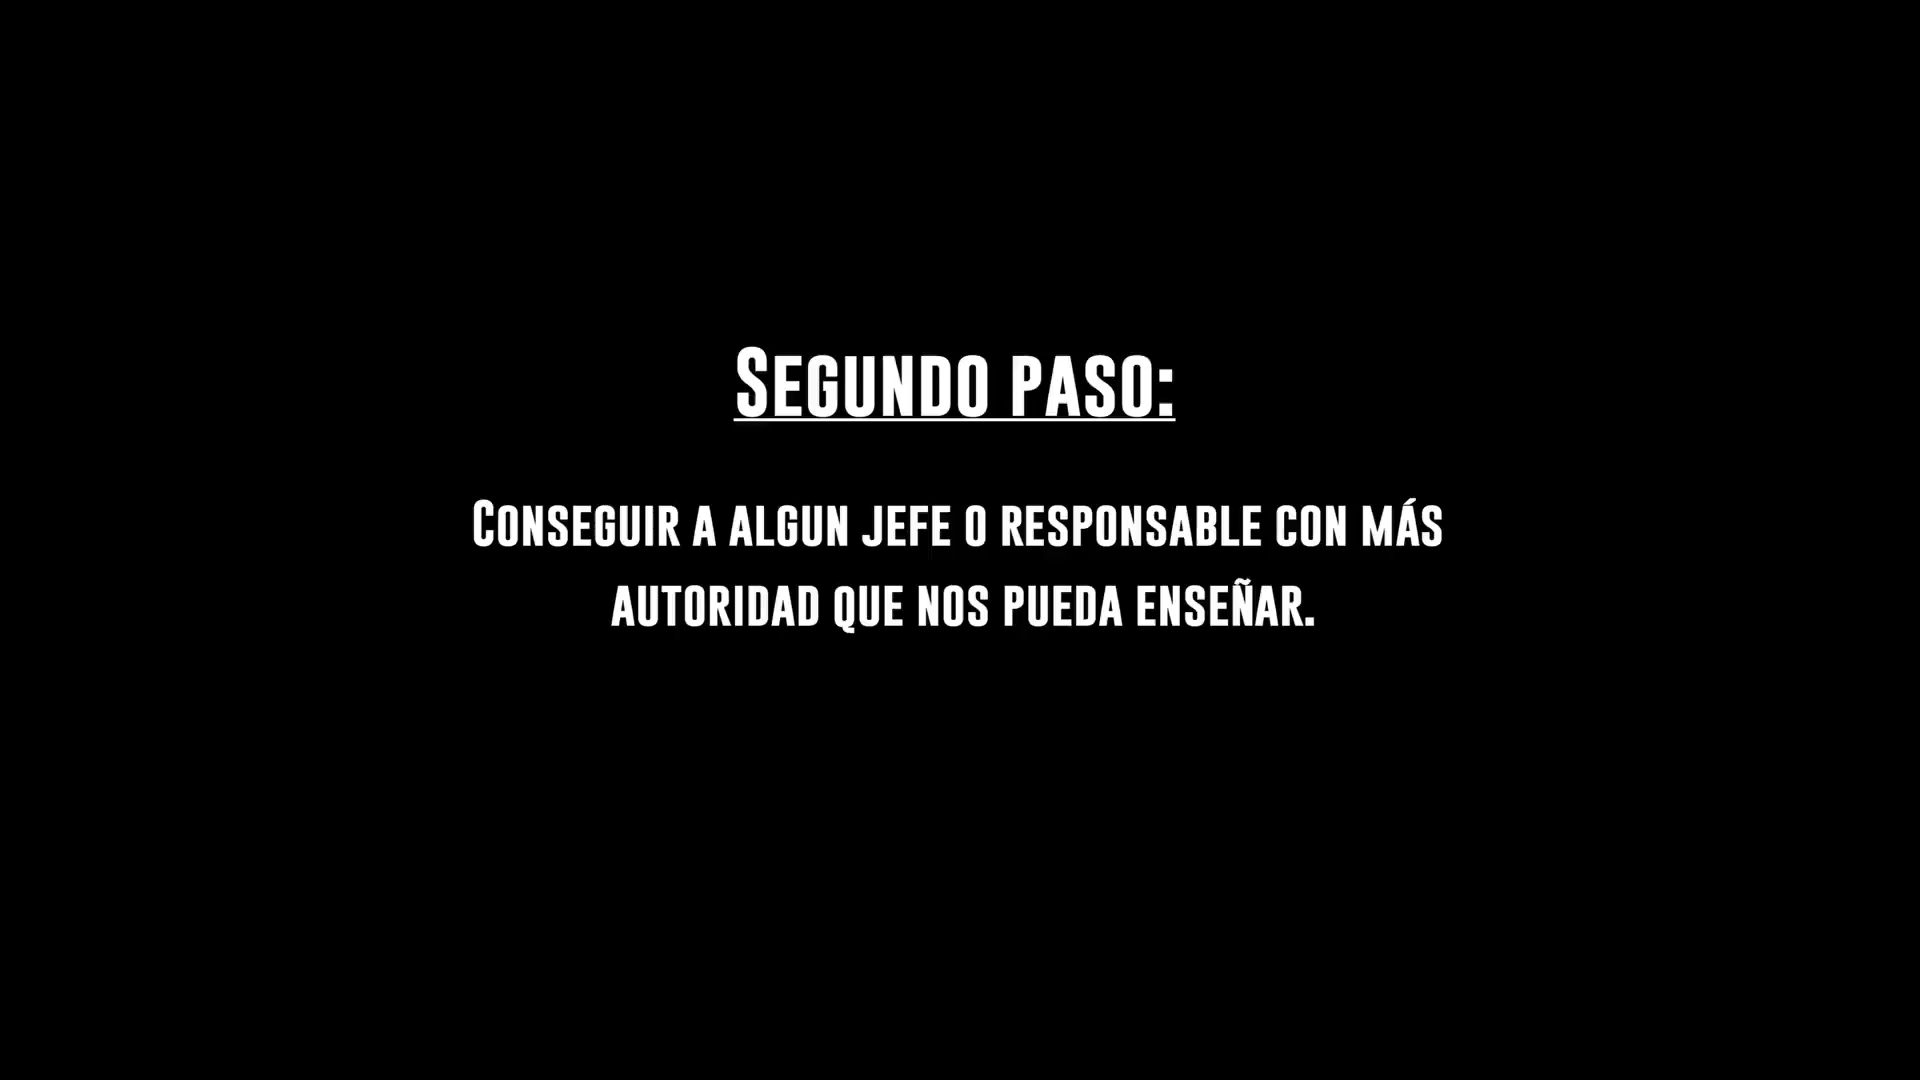 Segundo paso:
Conseguir a algun jefe o responsable con más
autoridad que nos pueda enseñar.